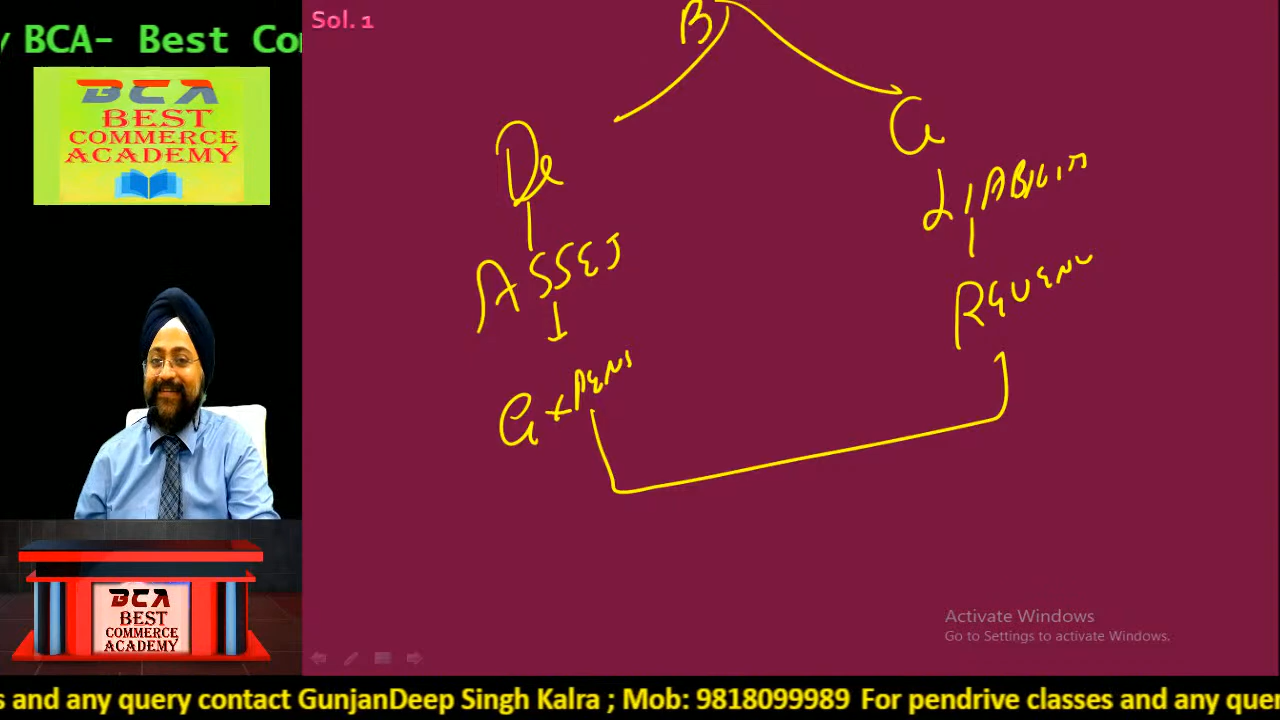 y BCA- Best Co
Sol. 1
BCA
BEST
COMMERCE
ACADEMY
B
Dr
Cr
ASSET
LIABILIT
EXPENS
REVENU
BCA
BEST
COMMERCE
ACADEMY
Activate Windows
Go to Settings to activate Windows.
s and any query contact GunjanDeep Singh Kalra ; Mob: 9818099989 For pendrive classes and any quer